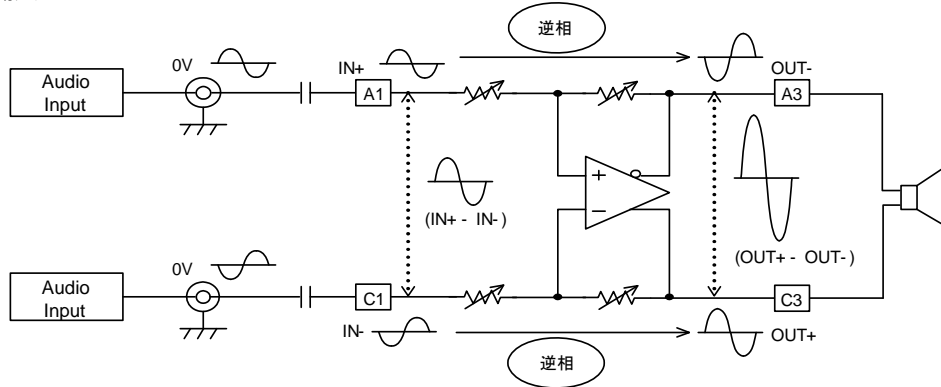 逆相
0V
IN+
OUT-
Audio
Input
A1
A3
+
−
(IN+ - IN-)
(OUT+ - OUT-)
0V
Audio
Input
C1
C3
IN-
OUT+
逆相